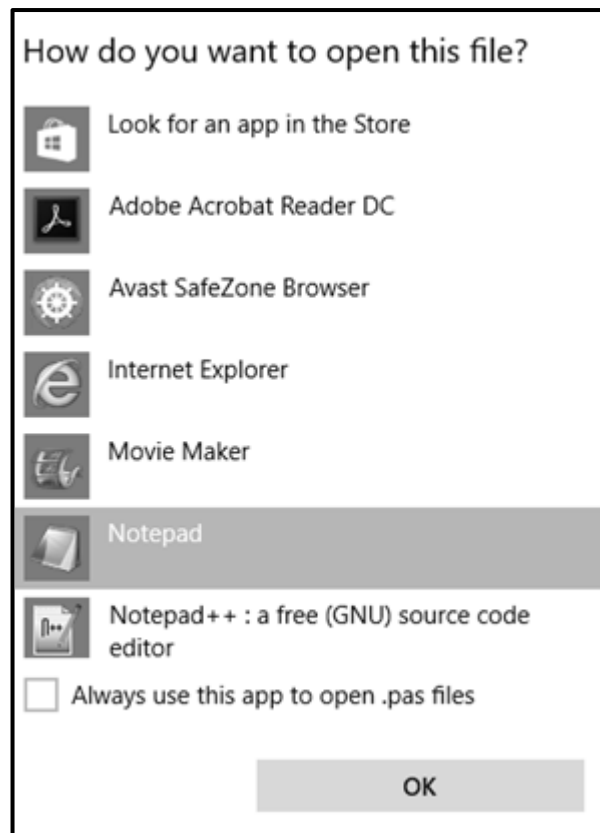 How do you want to open this file?
Look for an app in the Store
Adobe Acrobat Reader DC
Avast SafeZone Browser
Internet Explorer
Movie Maker
Notepad
Notepad++ : a free (GNU) source code
editor
Always use this app to open .pas files
OK